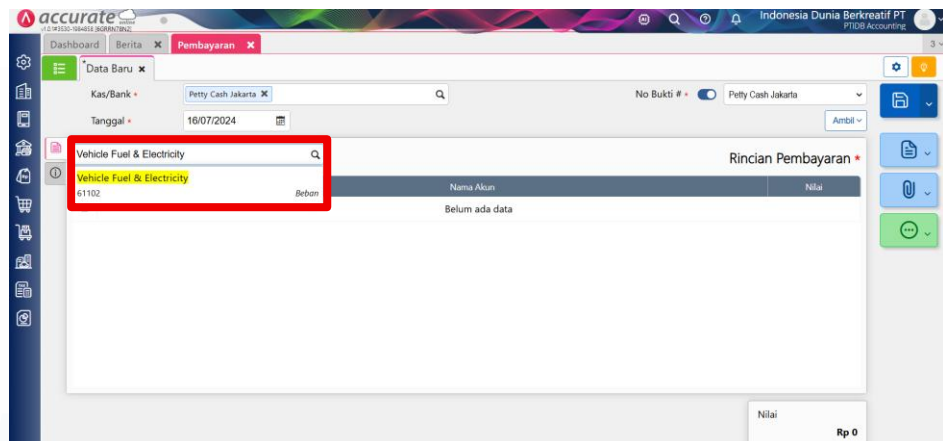 accurate online
Indonesia Dunia Berkreatif PT
PTIDB Accounting
Dashboard Berita Pembayaran 3
Data Baru
Kas/Bank * Petty Cash Jakarta No Bukti # * Petty Cash Jakarta
Tanggal * 16/07/2024 Ambil
Vehicle Fuel & Electricity Rincian Pembayaran *
Vehicle Fuel & Electricity
61102 Beban
Nama Akun Nilai
Belum ada data
Nilai
Rp 0